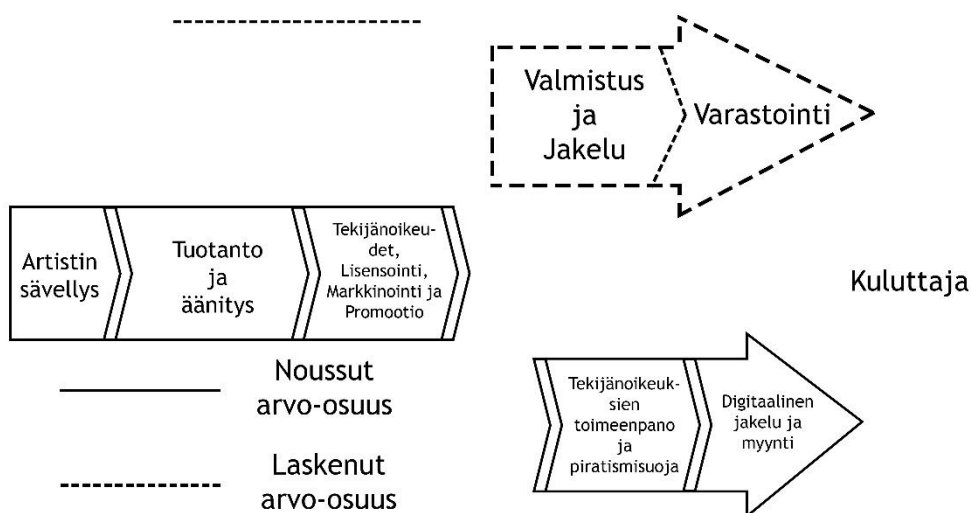 Valmistus
ja
Jakelu
Varastointi
Artistin
sävellys
Tuotanto
ja
äänitys
Tekijänoikeu-
det,
Lisensointi,
Markkinointi ja
Promootio
Kuluttaja
Noussut
arvo-osuus
Laskenut
arvo-osuus
Tekijänoikeuk-
sien
toimeenpano
ja
piratismisuoja
Digitaalinen
jakelu ja
myynti